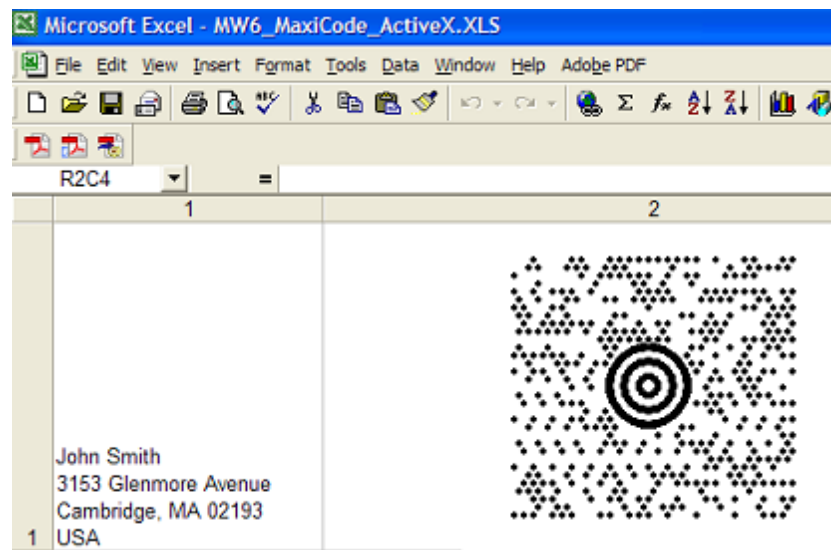 Microsoft Excel - MW6_MaxiCode_ActiveX.XLS
File Edit View Insert Format Tools Data Window Help Adobe PDF
R2C4 =
1 2
John Smith
3153 Glenmore Avenue
Cambridge, MA 02193
1 USA